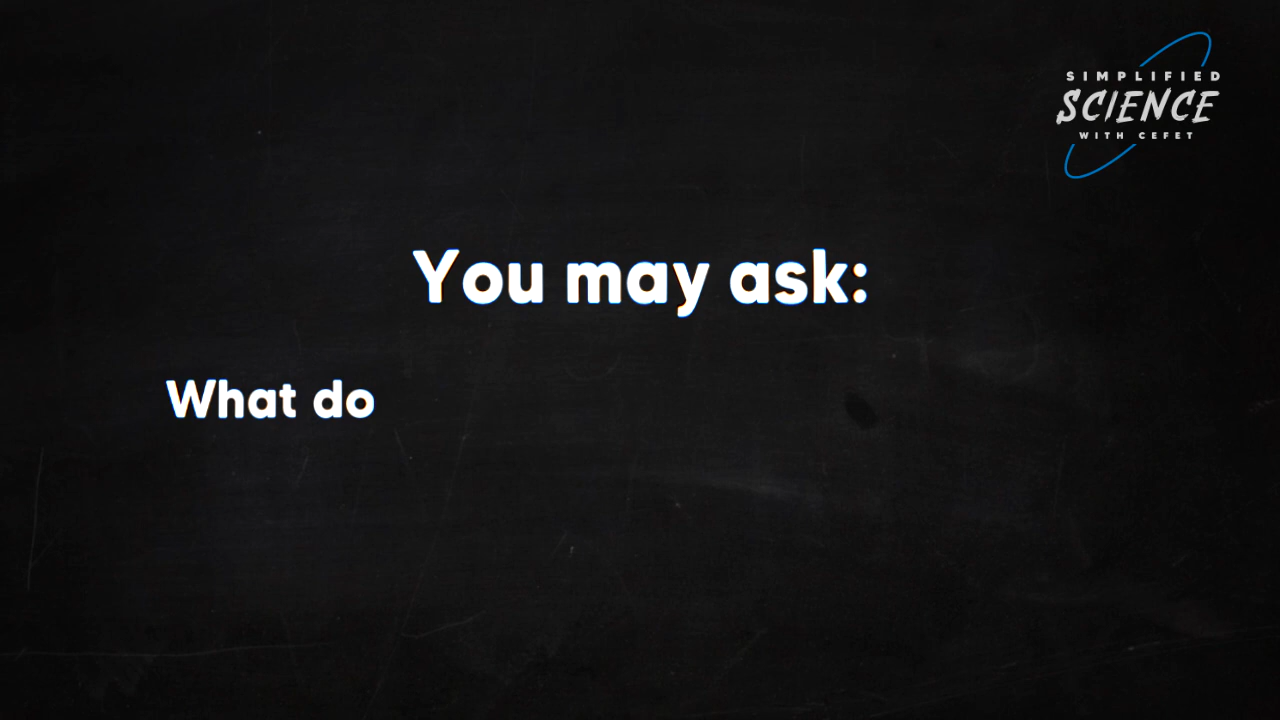 SIMPLIFIED
SCIENCE
WITH CEFET
You may ask:
What do